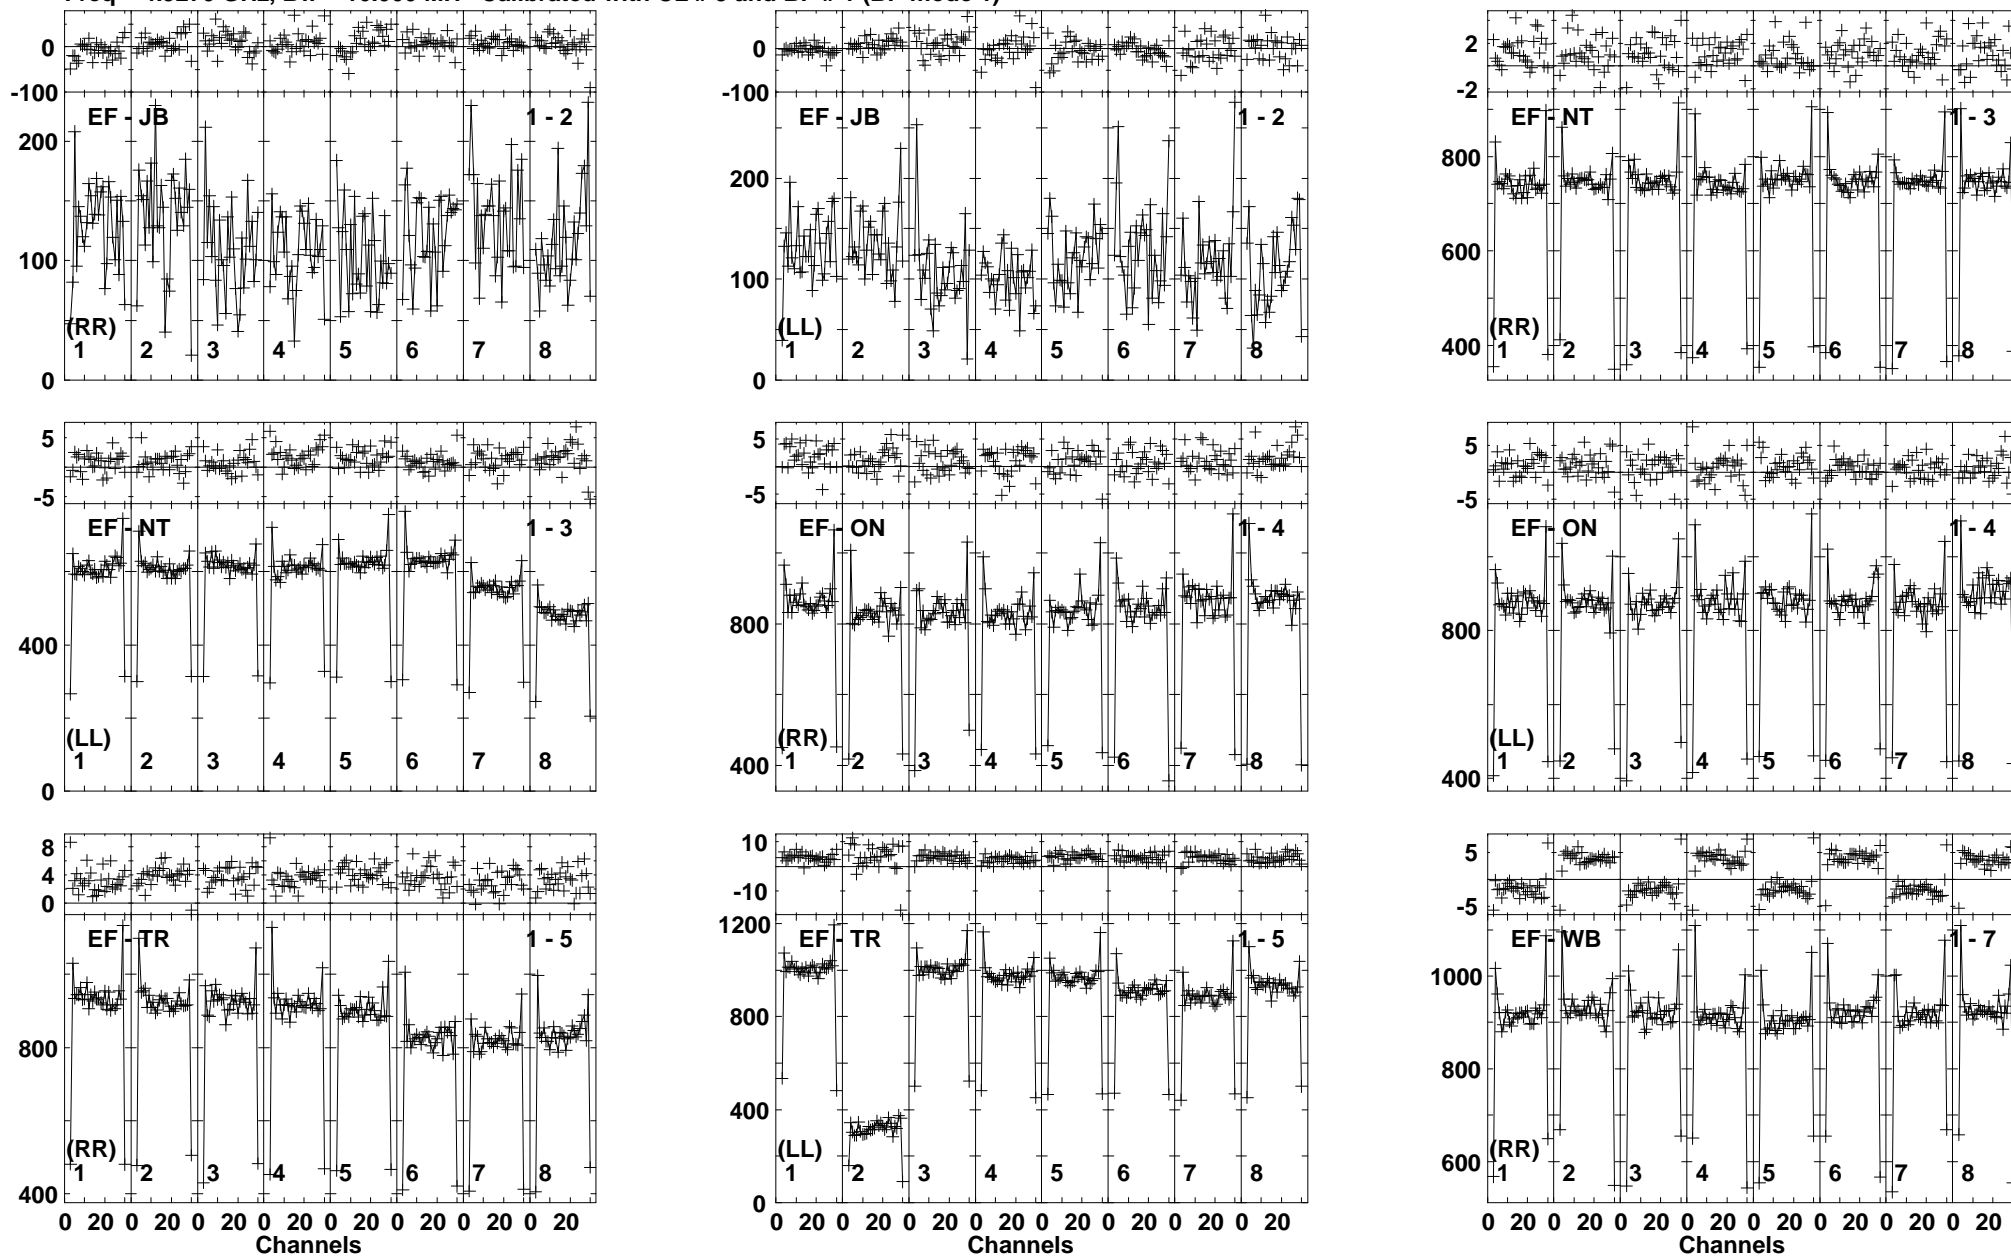 0 0 2
-100 -100 -2
EF - JB 1 - 2 EF - JB 1 - 2 EF - NT 1 - 3
200 200 800
100 100 600
(RR) (LL) (RR)
1 2 3 4 5 6 7 8 1 2 3 4 5 6 7 8 1 2 3 4 5 6 7 8
0 0 400
5 5 5
-5 -5 -5
EF - NT 1 - 3 EF - ON 1 - 4 EF - ON 1 - 4
400 800 800
(LL) (RR) (LL)
1 2 3 4 5 6 7 8 1 2 3 4 5 6 7 8 1 2 3 4 5 6 7 8
0 400 400
8 4 0 10 -10 5 -5
EF - TR 1 - 5 EF - TR 1 - 5 EF - WB 1 - 7
800 1200 800 400 1000 800
(RR) (LL) (RR)
1 2 3 4 5 6 7 8 1 2 3 4 5 6 7 8 1 2 3 4 5 6 7 8
400 0 600
0 20 0 20 0 20 0 20 0 20 0 20 0 20 0 20 0 20 0 20 0 20 0 20 0 20 0 20 0 20 0 20 0 20 0 20 0 20 0 20 0 20 0 20 0 20 0 20
Channels Channels Channels